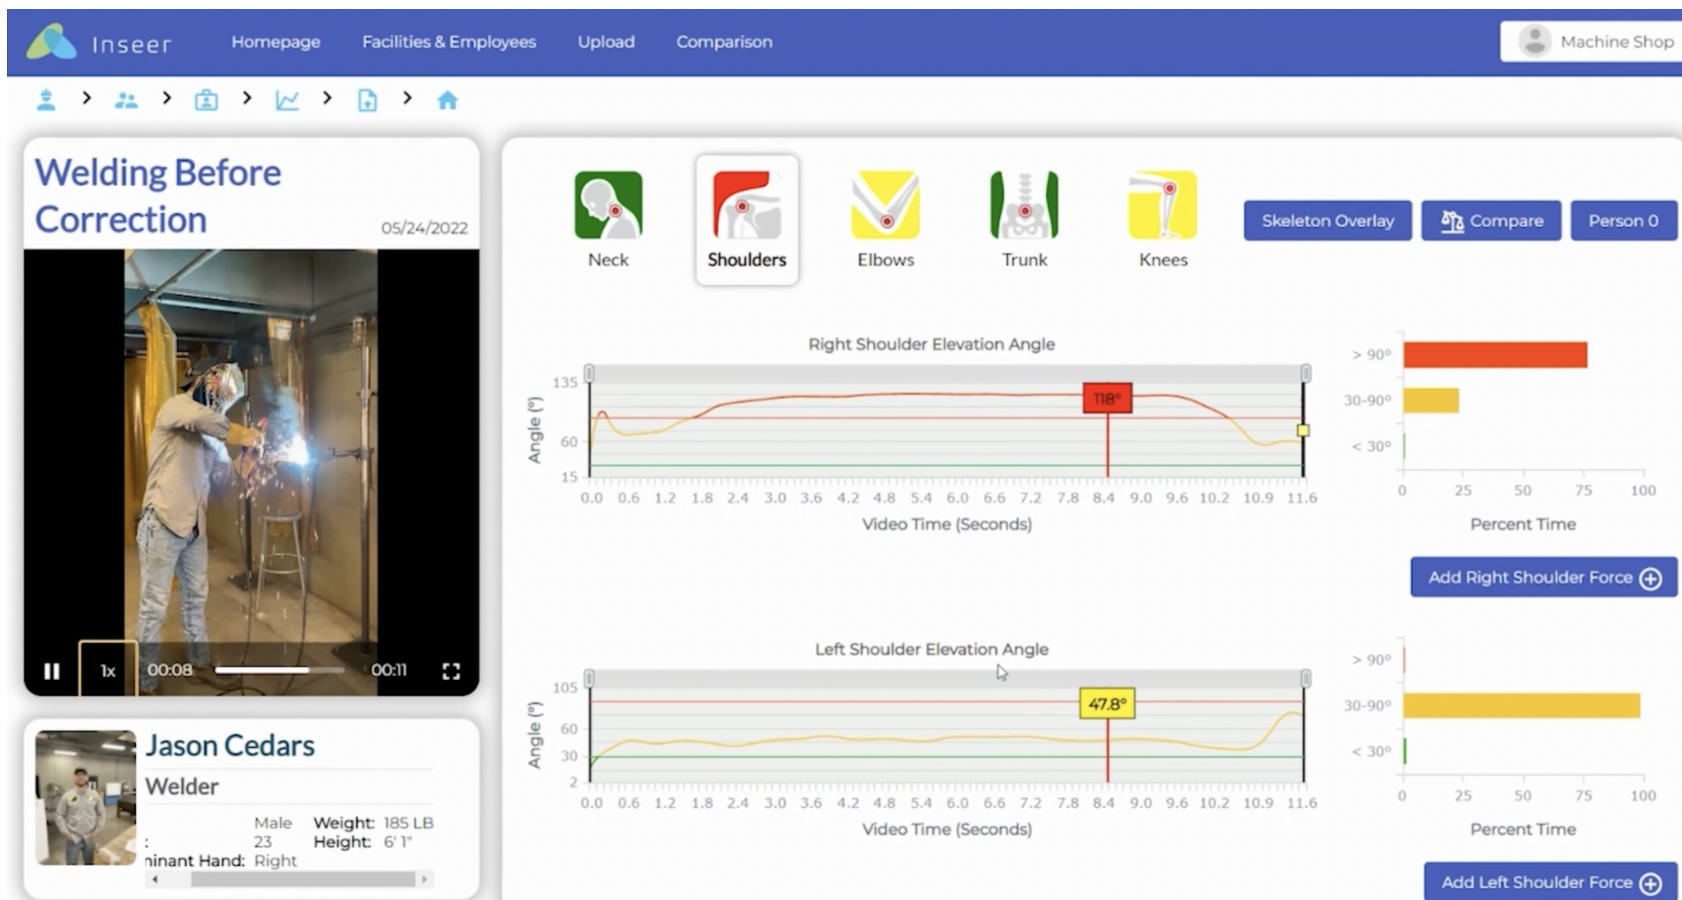 Inseer
Homepage
Facilities & Employees
Upload
Comparison
Machine Shop
Welding Before
Correction
05/24/2022
1x
00:08
00:11
Jason Cedars
Welder
Male
Weight: 185 LB
: 23
Height: 6' 1"
ninant Hand: Right
Neck
Shoulders
Elbows
Trunk
Knees
Skeleton Overlay
Compare
Person 0
Right Shoulder Elevation Angle
Angle (°)
135
60
15
118°
0.0 0.6 1.2 1.8 2.4 3.0 3.6 4.2 4.8 5.4 6.0 6.6 7.2 7.8 8.4 9.0 9.6 10.2 10.9 11.6
Video Time (Seconds)
> 90°
30-90°
< 30°
0 25 50 75 100
Percent Time
Add Right Shoulder Force
Left Shoulder Elevation Angle
Angle (°)
105
60
30
2
47.8°
0.0 0.6 1.2 1.8 2.4 3.0 3.6 4.2 4.8 5.4 6.0 6.6 7.2 7.8 8.4 9.0 9.6 10.2 10.9 11.6
Video Time (Seconds)
> 90°
30-90°
< 30°
0 25 50 75 100
Percent Time
Add Left Shoulder Force